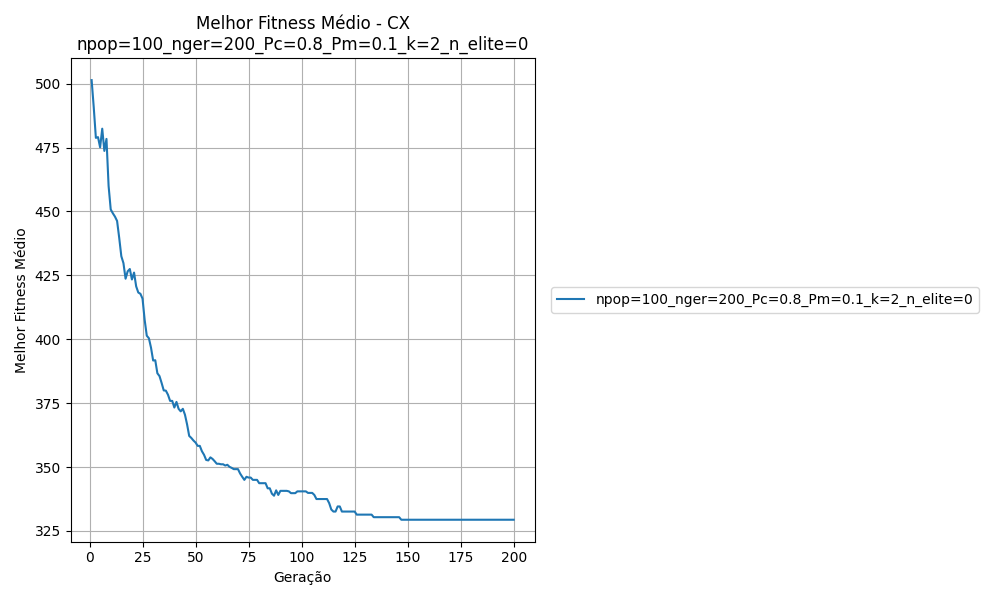 Melhor Fitness Médio - CX
npop=100_nger=200_Pc=0.8_Pm=0.1_k=2_n_elite=0
Melhor Fitness Médio
500
475
450
425
400
375
350
325
0 25 50 75 100 125 150 175 200
Geração
npop=100_nger=200_Pc=0.8_Pm=0.1_k=2_n_elite=0